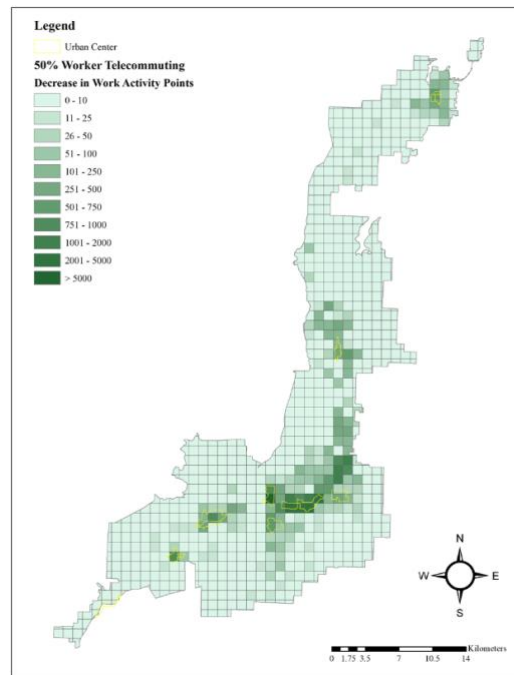 Legend
Urban Center
50% Worker Telecommuting
Decrease in Work Activity Points
0 - 10
11 - 25
26 - 50
51 - 100
101 - 250
251 - 500
501 - 750
751 - 1000
1001 - 2000
2001 - 5000
> 5000
N
W E
S
Kilometers
0 1.75 3.5 7 10.5 14